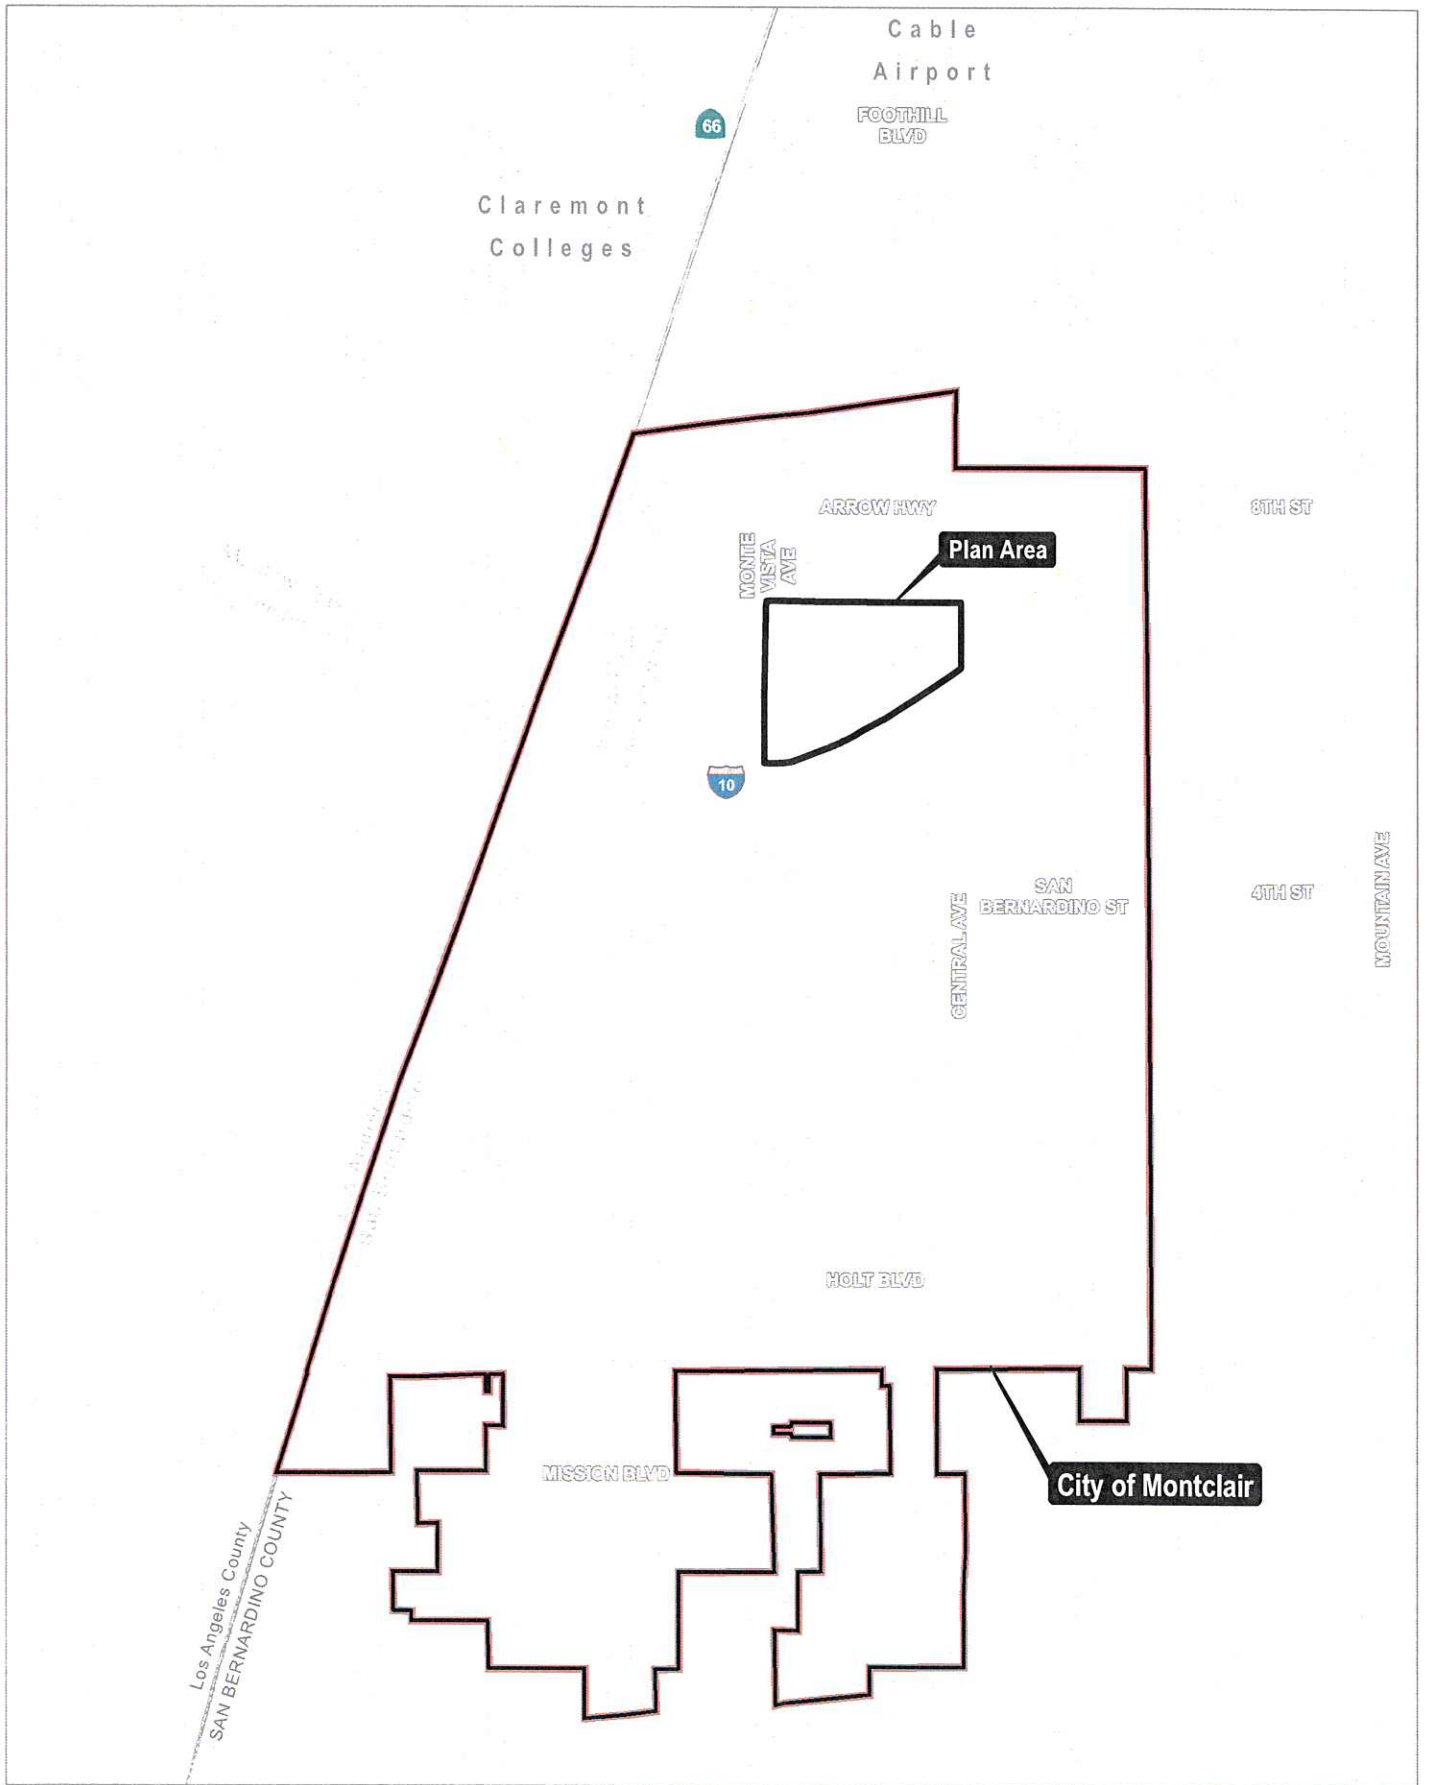 Cable
Airport
66
FOOTHILL
BLVD
Claremont
Colleges
ARROW HWY
8TH ST
MONTE
VISTA
AVE
Plan Area
10
SAN
BERNARDINO ST
4TH ST
CENTRAL AVE
MOUNTAIN AVE
HOLT BLVD
MISSION BLVD
City of Montclair
Los Angeles County
SAN BERNARDINO COUNTY